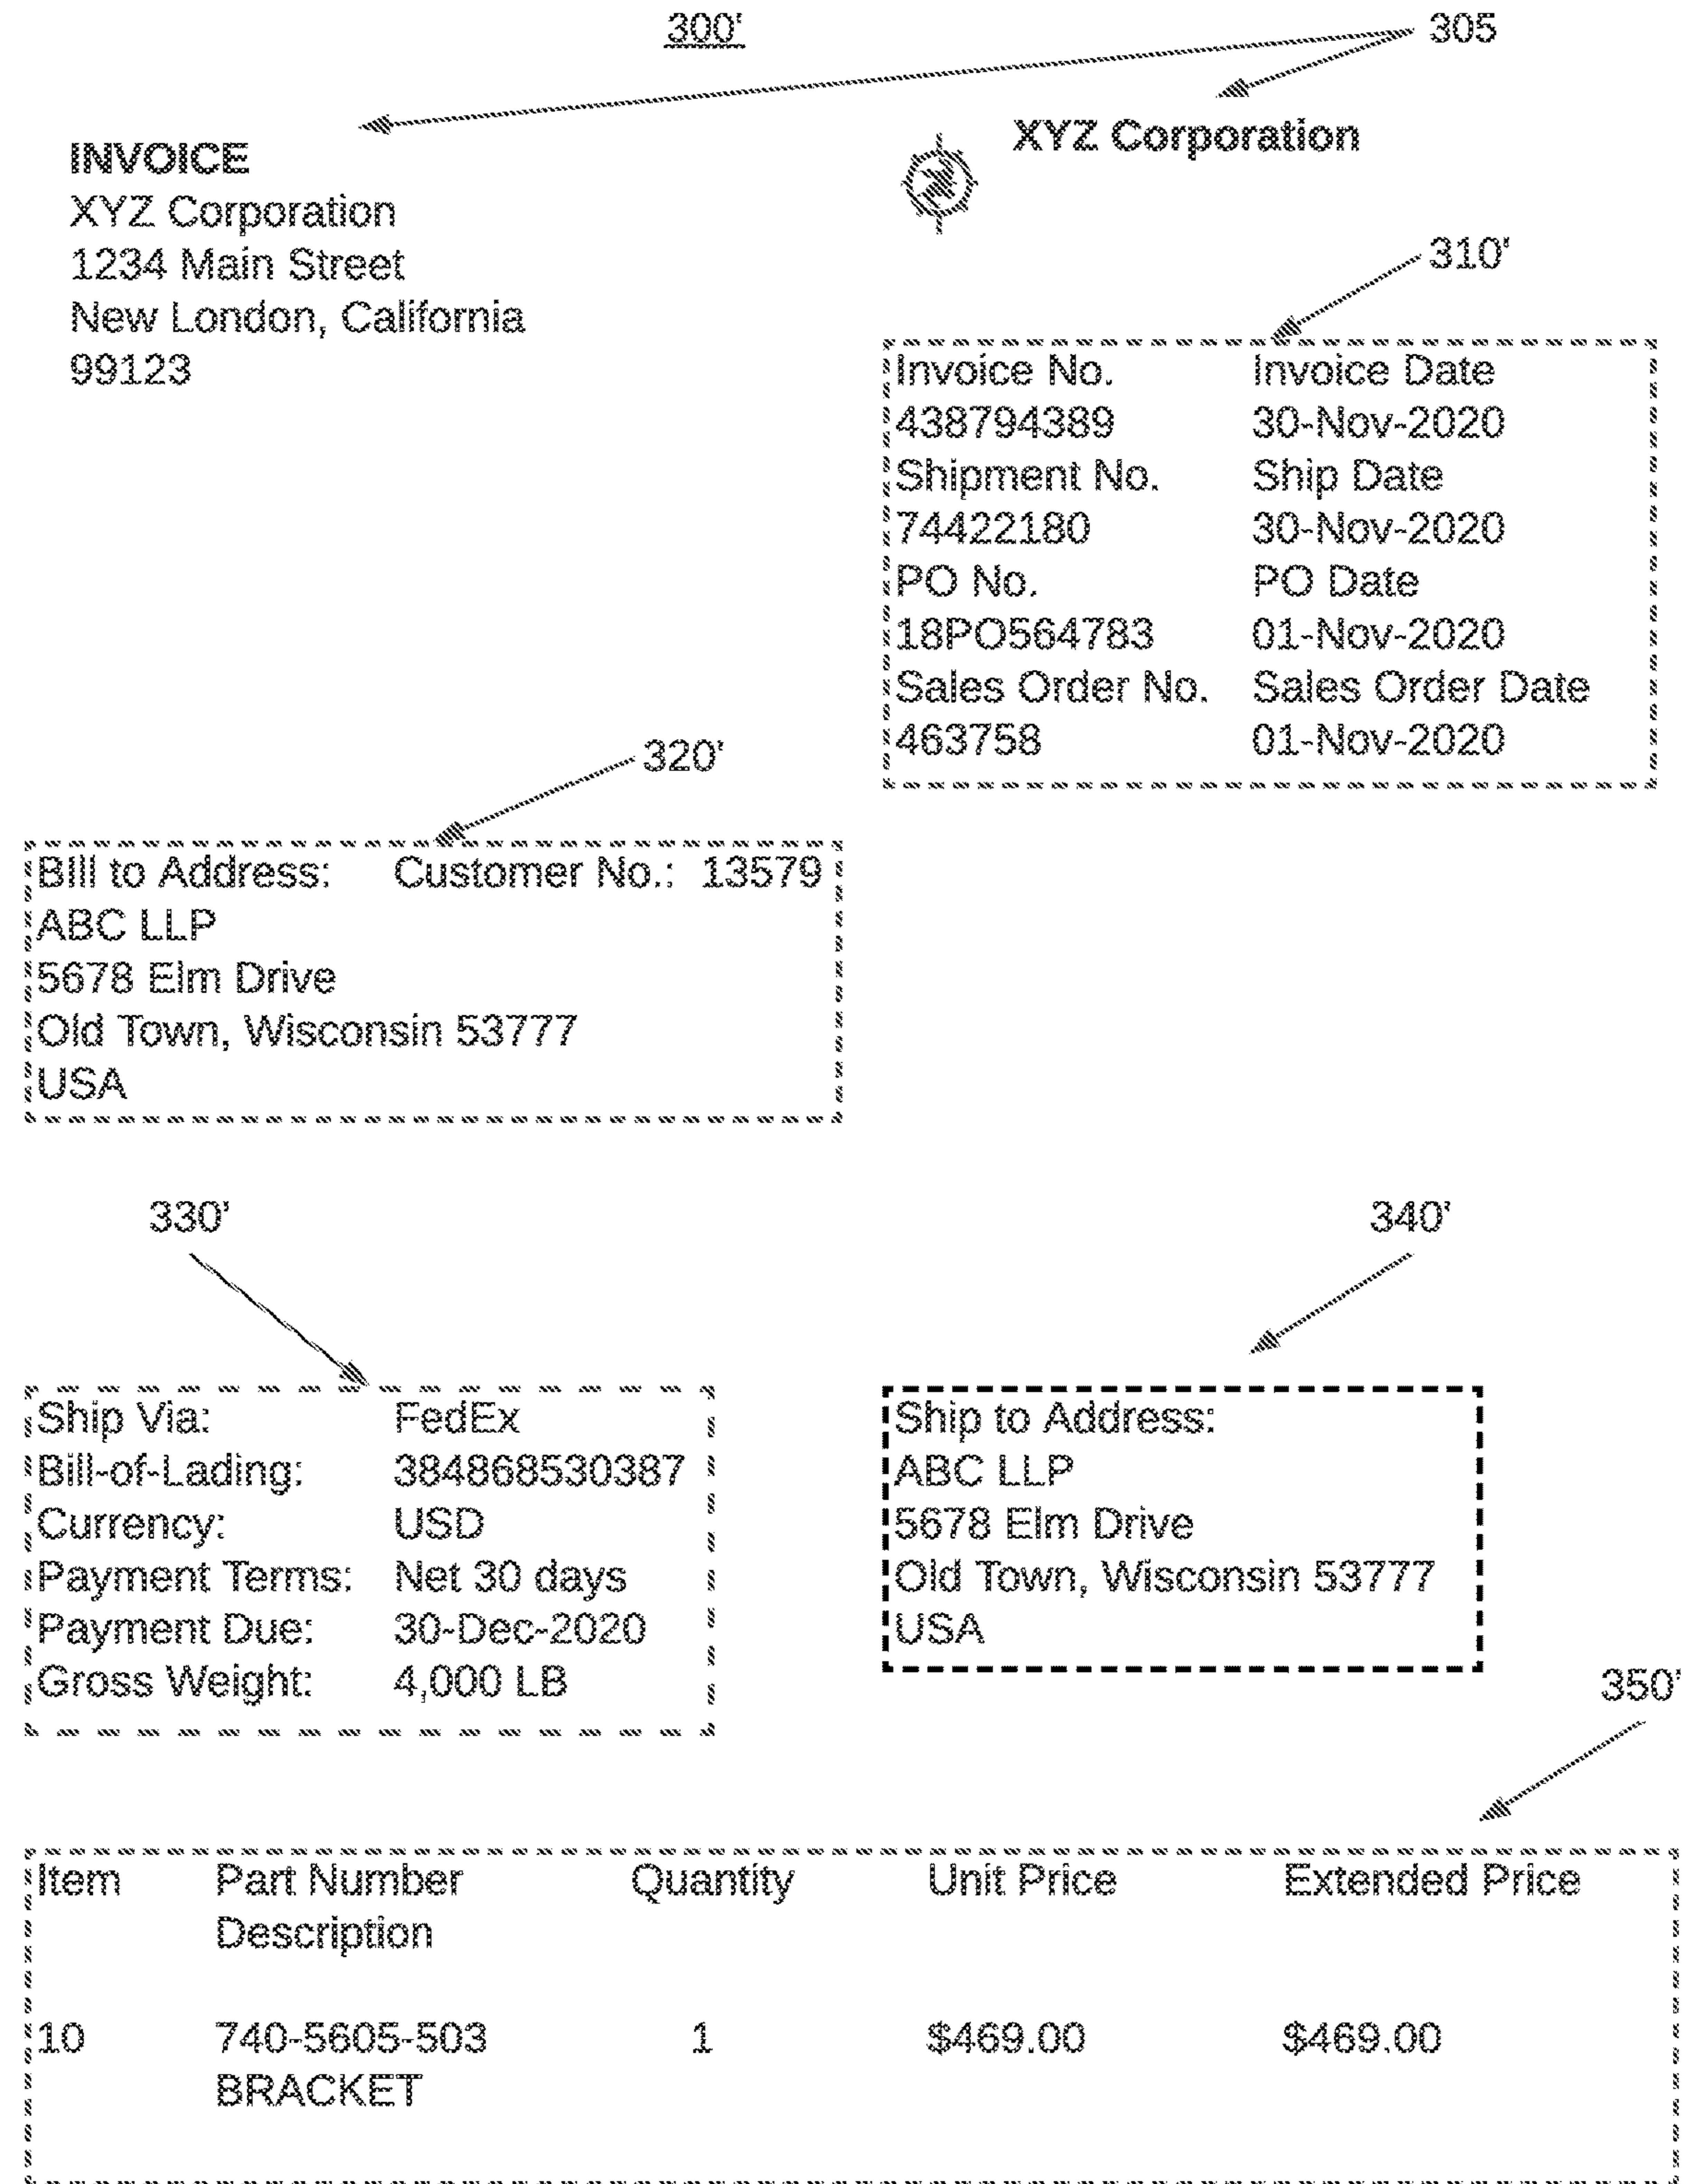 300'
305
INVOICE
XYZ Corporation
1234 Main Street
New London, California
99123
XYZ Corporation
310'
Invoice No. Invoice Date
438794389 30-Nov-2020
Shipment No. Ship Date
74422180 30-Nov-2020
PO No. PO Date
18PO564783 01-Nov-2020
Sales Order No. Sales Order Date
463758 01-Nov-2020
320'
Bill to Address: Customer No.: 13579
ABC LLP
5678 Elm Drive
Old Town, Wisconsin 53777
USA
330'
Ship Via: FedEx
Bill-of-Lading: 384868530387
Currency: USD
Payment Terms: Net 30 days
Payment Due: 30-Dec-2020
Gross Weight: 4,000 LB
340'
Ship to Address:
ABC LLP
5678 Elm Drive
Old Town, Wisconsin 53777
USA
350'
Item Part Number Quantity Unit Price Extended Price
Description
10 740-5605-503 1 $469.00 $469.00
BRACKET